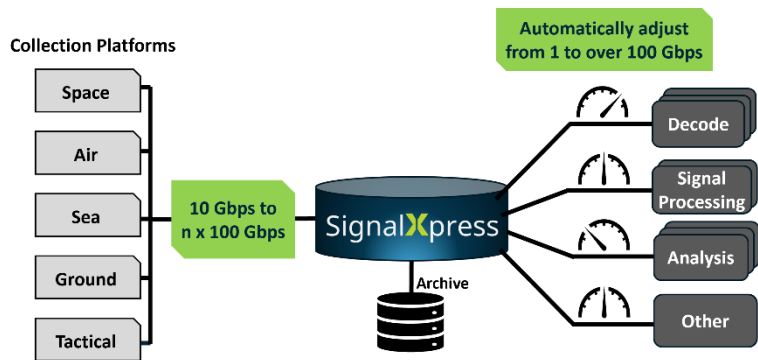 Collection Platforms
Space
Air
Sea
Ground
Tactical
10 Gbps to
n x 100 Gbps
SignalXpress
Archive
Automatically adjust
from 1 to over 100 Gbps
Decode
Signal
Processing
Analysis
Other